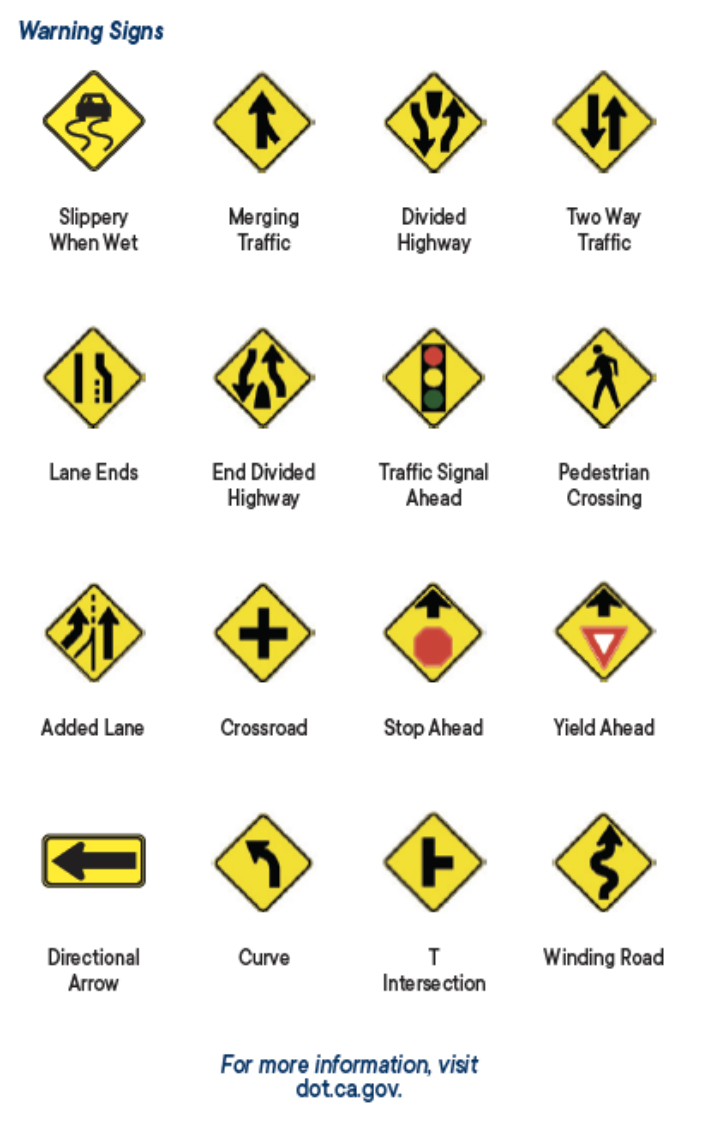 Warning Signs
Slippery
When Wet
Merging
Traffic
Divided
Highway
Two Way
Traffic
Lane Ends
End Divided
Highway
Traffic Signal
Ahead
Pedestrian
Crossing
Added Lane
Crossroad
Stop Ahead
Yield Ahead
Directional
Arrow
Curve
T
Intersection
Winding Road
For more information, visit
dot.ca.gov.